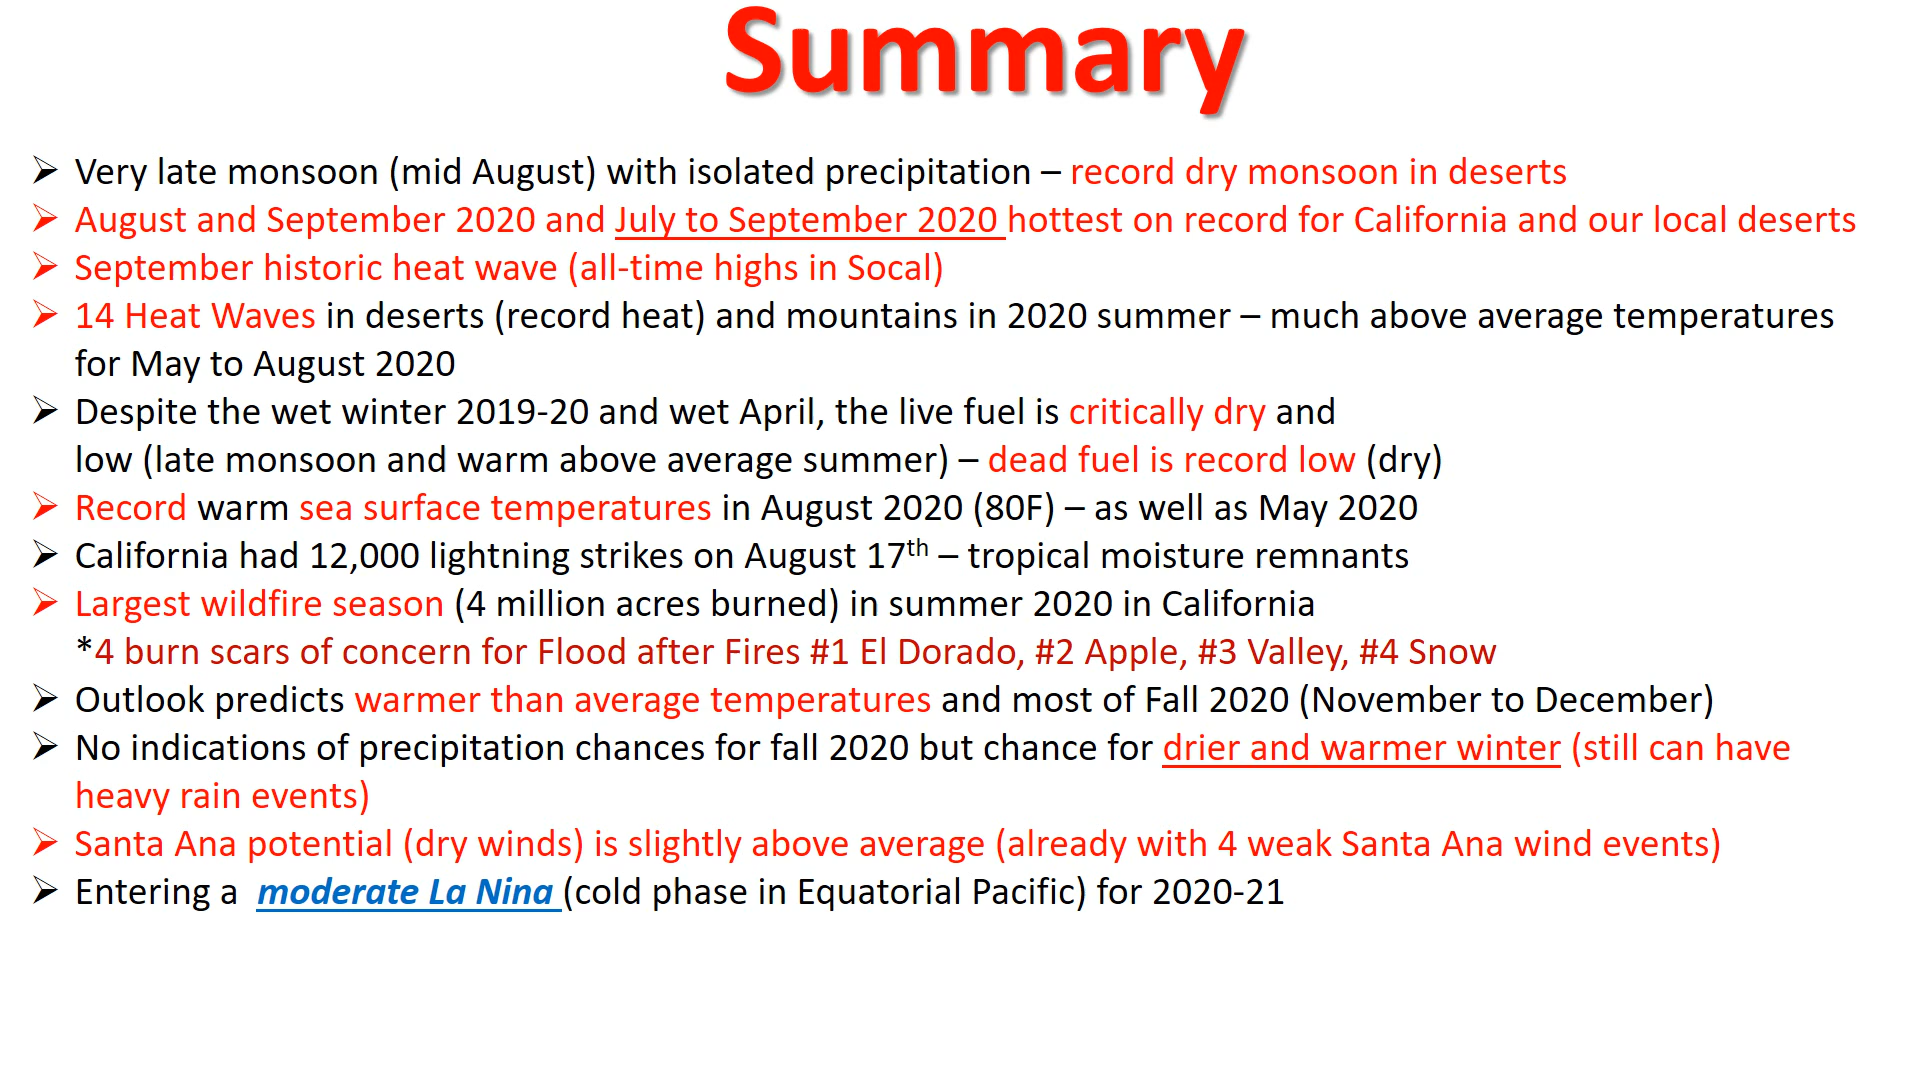 Summary
➢ Very late monsoon (mid August) with isolated precipitation – record dry monsoon in deserts
➢ August and September 2020 and July to September 2020 hottest on record for California and our local deserts
➢ September historic heat wave (all-time highs in Socal)
➢ 14 Heat Waves in deserts (record heat) and mountains in 2020 summer – much above average temperatures
for May to August 2020
➢ Despite the wet winter 2019-20 and wet April, the live fuel is critically dry and
low (late monsoon and warm above average summer) – dead fuel is record low (dry)
➢ Record warm sea surface temperatures in August 2020 (80F) – as well as May 2020
➢ California had 12,000 lightning strikes on August 17th – tropical moisture remnants
➢ Largest wildfire season (4 million acres burned) in summer 2020 in California
*4 burn scars of concern for Flood after Fires #1 El Dorado, #2 Apple, #3 Valley, #4 Snow
➢ Outlook predicts warmer than average temperatures and most of Fall 2020 (November to December)
➢ No indications of precipitation chances for fall 2020 but chance for drier and warmer winter (still can have
heavy rain events)
➢ Santa Ana potential (dry winds) is slightly above average (already with 4 weak Santa Ana wind events)
➢ Entering a moderate La Nina (cold phase in Equatorial Pacific) for 2020-21